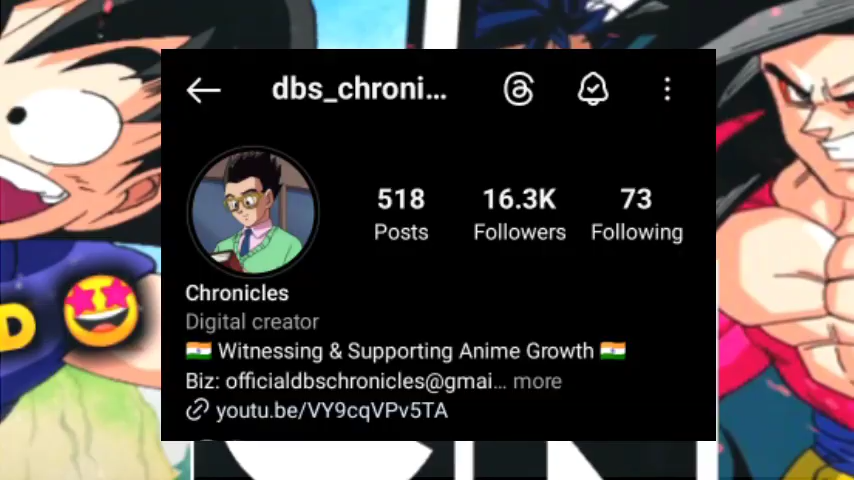 dbs_chroni...
518 16.3K 73
Posts Followers Following
Chronicles
Digital creator
🇮🇳 Witnessing & Supporting Anime Growth 🇮🇳
Biz: officialdbschronicles@gmai... more
youtu.be/VY9cqVPv5TA
D 🤩